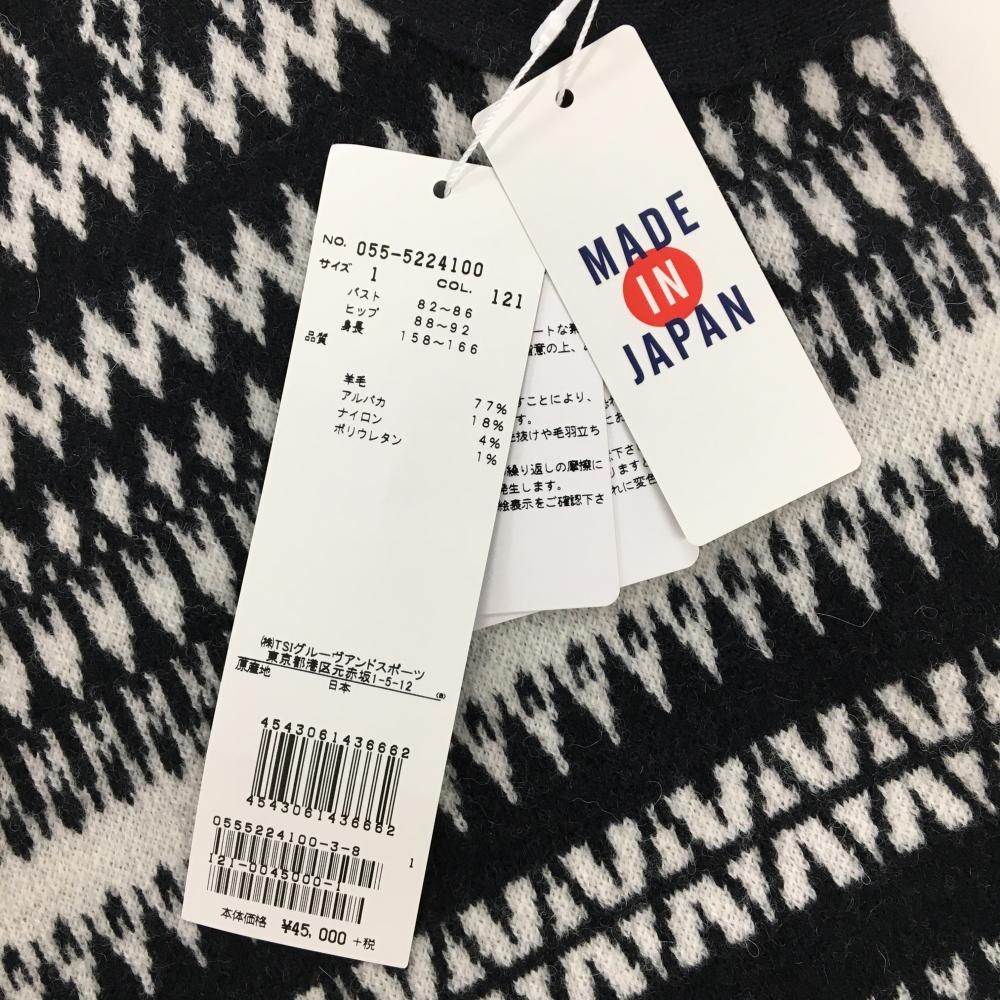 NO. 055-5224100
サイズ 1 COL. 121
バスト 82～86
ヒップ 88～92
身長 158～166
品質
羊毛 77%
アルパカ 18%
ナイロン 4%
ポリウレタン 1%
㈱TSIグルーヴアンドスポーツ
東京都港区元赤坂1-5-12
原産地 日本
4543061436662
4543061436662
0555224100-3-8
1
121-0045000-1
本体価格 ¥45,000 +税
MADE
IN
JAPAN
ートな素
意の上、
すことにより、
す。
抜けや毛羽立ち
繰り返しの摩擦に
発生します。
絵表示をご確認下さ
下さ
ります
れに変色